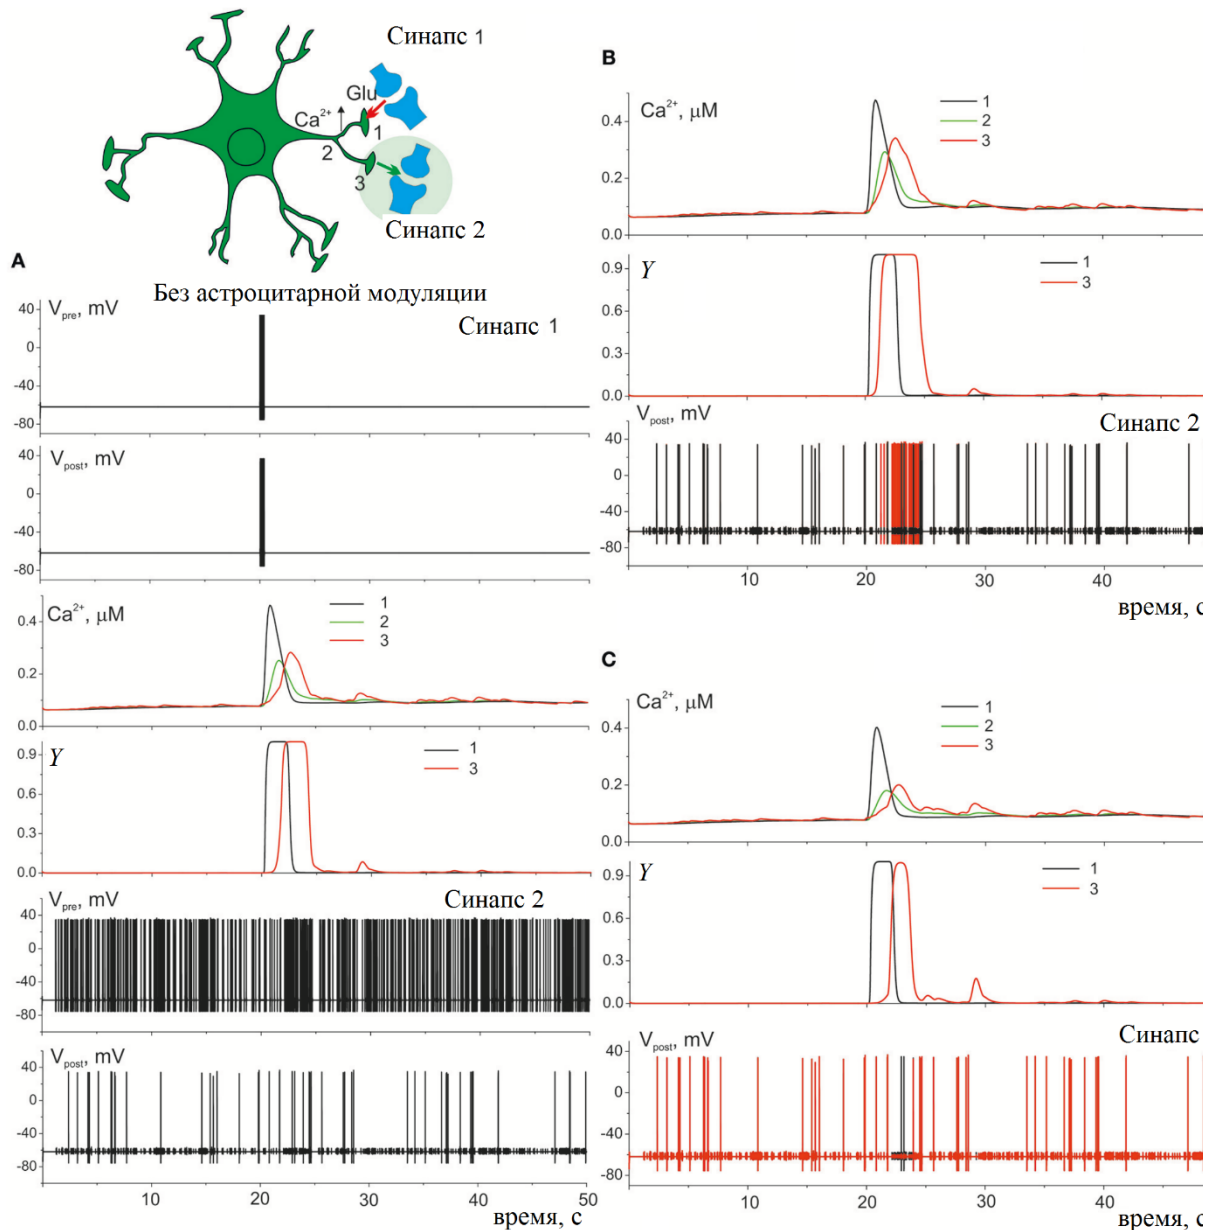 Синапс 1
Glu
Ca²⁺
1
2
3
Синапс 2
A
Без астроцитарной модуляции
Vpre, mV
Синапс 1
40
0
-40
-80
Vpost, mV
40
0
-40
-80
Ca²⁺, μM
1
2
3
0.4
0.2
0.0
Y
1
3
0.9
0.6
0.3
0.0
Vpre, mV
Синапс 2
40
0
-40
-80
Vpost, mV
40
0
-40
-80
10 20 30 40 50
время, с
B
Ca²⁺, μM
1
2
3
0.4
0.2
0.0
Y
1
3
0.9
0.6
0.3
0.0
Vpost, mV
Синапс 2
40
0
-40
-80
10 20 30 40
время, с
C
Ca²⁺, μM
1
2
3
0.4
0.2
0.0
Y
1
3
0.9
0.6
0.3
0.0
Vpost, mV
Синапс
40
0
-40
-80
10 20 30 40
время, с